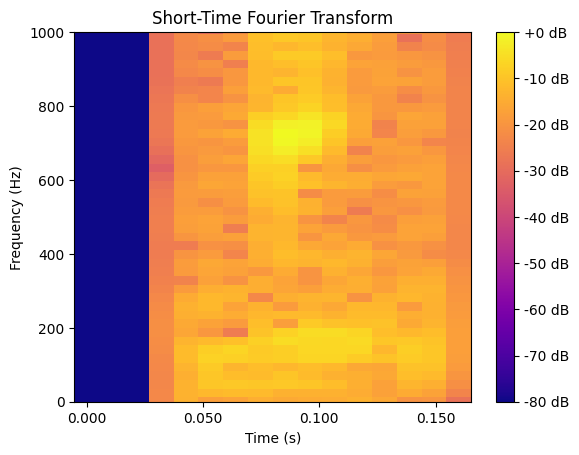 Short-Time Fourier Transform
1000
800
600
400
200
0
Frequency (Hz)
0.000
0.050
0.100
0.150
Time (s)
+0 dB
-10 dB
-20 dB
-30 dB
-40 dB
-50 dB
-60 dB
-70 dB
-80 dB